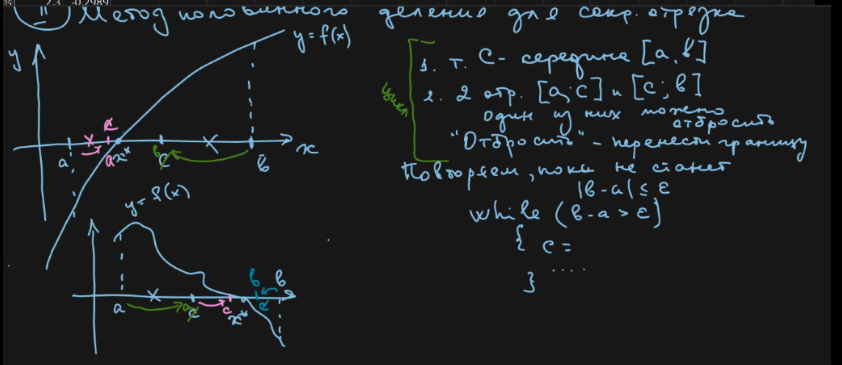 2.3 -0.2989
II Метод половинного деления для сокр. отрезка
y = f(x)
y
1. т. C - середина [a, b]
2. 2 отр. [a; c] и [c; b]
один из них можно
отбросить
"Отбросить" - перенести границу
цикл
a
x*
b
x
Повторяем, пока не станет
|b-a| ≤ ε
while (b-a > ε)
{ c =
....
}
y = f(x)
a
c
c
x*
b
b